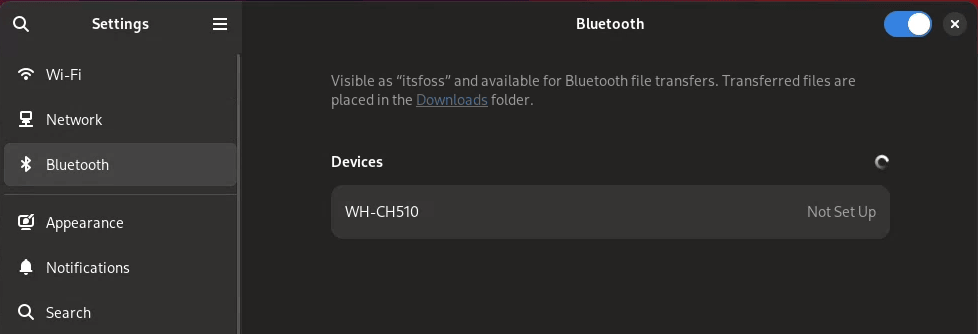 Settings
Wi-Fi
Network
Bluetooth
Appearance
Notifications
Search
Bluetooth
Visible as “itsfoss” and available for Bluetooth file transfers. Transferred files are
placed in the Downloads folder.
Devices
WH-CH510 Not Set Up